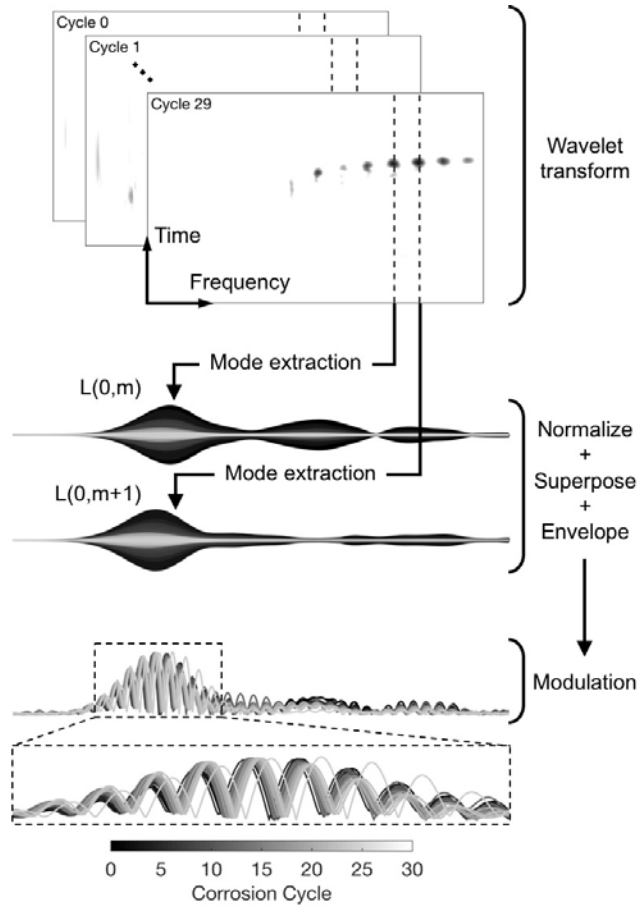 Cycle 0
Cycle 1
Cycle 29
Wavelet
transform
Time
Frequency
Mode extraction
L(0,m)
Normalize
+
Superpose
+
Envelope
Mode extraction
L(0,m+1)
Modulation
0 5 10 15 20 25 30
Corrosion Cycle